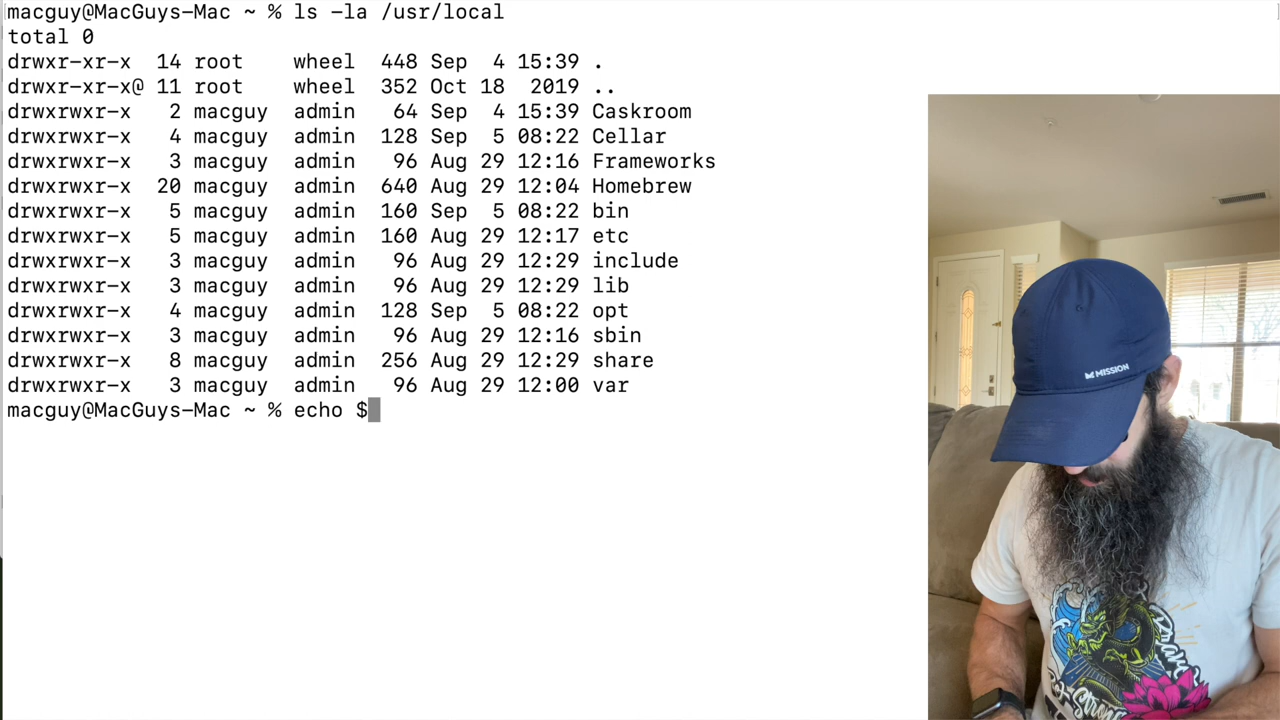 macguy@MacGuys-Mac ~ % ls -la /usr/local
total 0
drwxr-xr-x  14 root    wheel  448 Sep  4 15:39 .
drwxr-xr-x@ 11 root    wheel  352 Oct 18  2019 ..
drwxrwxr-x   2 macguy  admin   64 Sep  4 15:39 Caskroom
drwxrwxr-x   4 macguy  admin  128 Sep  5 08:22 Cellar
drwxrwxr-x   3 macguy  admin   96 Aug 29 12:16 Frameworks
drwxrwxr-x  20 macguy  admin  640 Aug 29 12:04 Homebrew
drwxrwxr-x   5 macguy  admin  160 Sep  5 08:22 bin
drwxrwxr-x   5 macguy  admin  160 Aug 29 12:17 etc
drwxrwxr-x   3 macguy  admin   96 Aug 29 12:29 include
drwxrwxr-x   3 macguy  admin   96 Aug 29 12:29 lib
drwxrwxr-x   4 macguy  admin  128 Sep  5 08:22 opt
drwxrwxr-x   3 macguy  admin   96 Aug 29 12:16 sbin
drwxrwxr-x   8 macguy  admin  256 Aug 29 12:29 share
drwxrwxr-x   3 macguy  admin   96 Aug 29 12:00 var
macguy@MacGuys-Mac ~ % echo $
MISSION